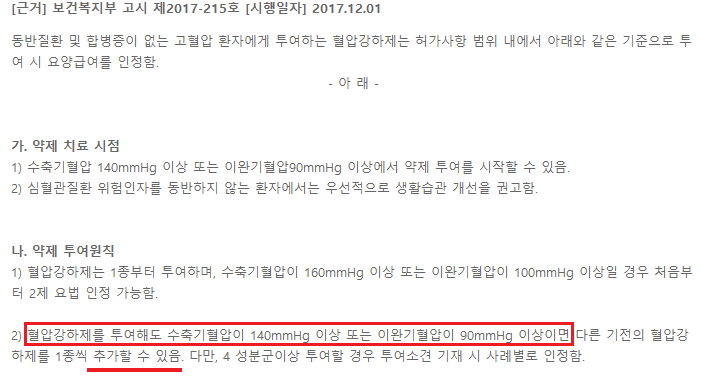 [근거] 보건복지부 고시 제2017-215호 [시행일자] 2017.12.01
동반질환 및 합병증이 없는 고혈압 환자에게 투여하는 혈압강하제는 허가사항 범위 내에서 아래와 같은 기준으로 투
여 시 요양급여를 인정함.
- 아 래 -
가. 약제 치료 시점
1) 수축기혈압 140mmHg 이상 또는 이완기혈압90mmHg 이상에서 약제 투여를 시작할 수 있음.
2) 심혈관질환 위험인자를 동반하지 않는 환자에서는 우선적으로 생활습관 개선을 권고함.
나. 약제 투여원칙
1) 혈압강하제는 1종부터 투여하며, 수축기혈압이 160mmHg 이상 또는 이완기혈압이 100mmHg 이상일 경우 처음부
터 2제 요법 인정 가능함.
2) 혈압강하제를 투여해도 수축기혈압이 140mmHg 이상 또는 이완기혈압이 90mmHg 이상이면 다른 기전의 혈압강
하제를 1종씩 추가할 수 있음. 다만, 4 성분군이상 투여할 경우 투여소견 기재 시 사례별로 인정함.